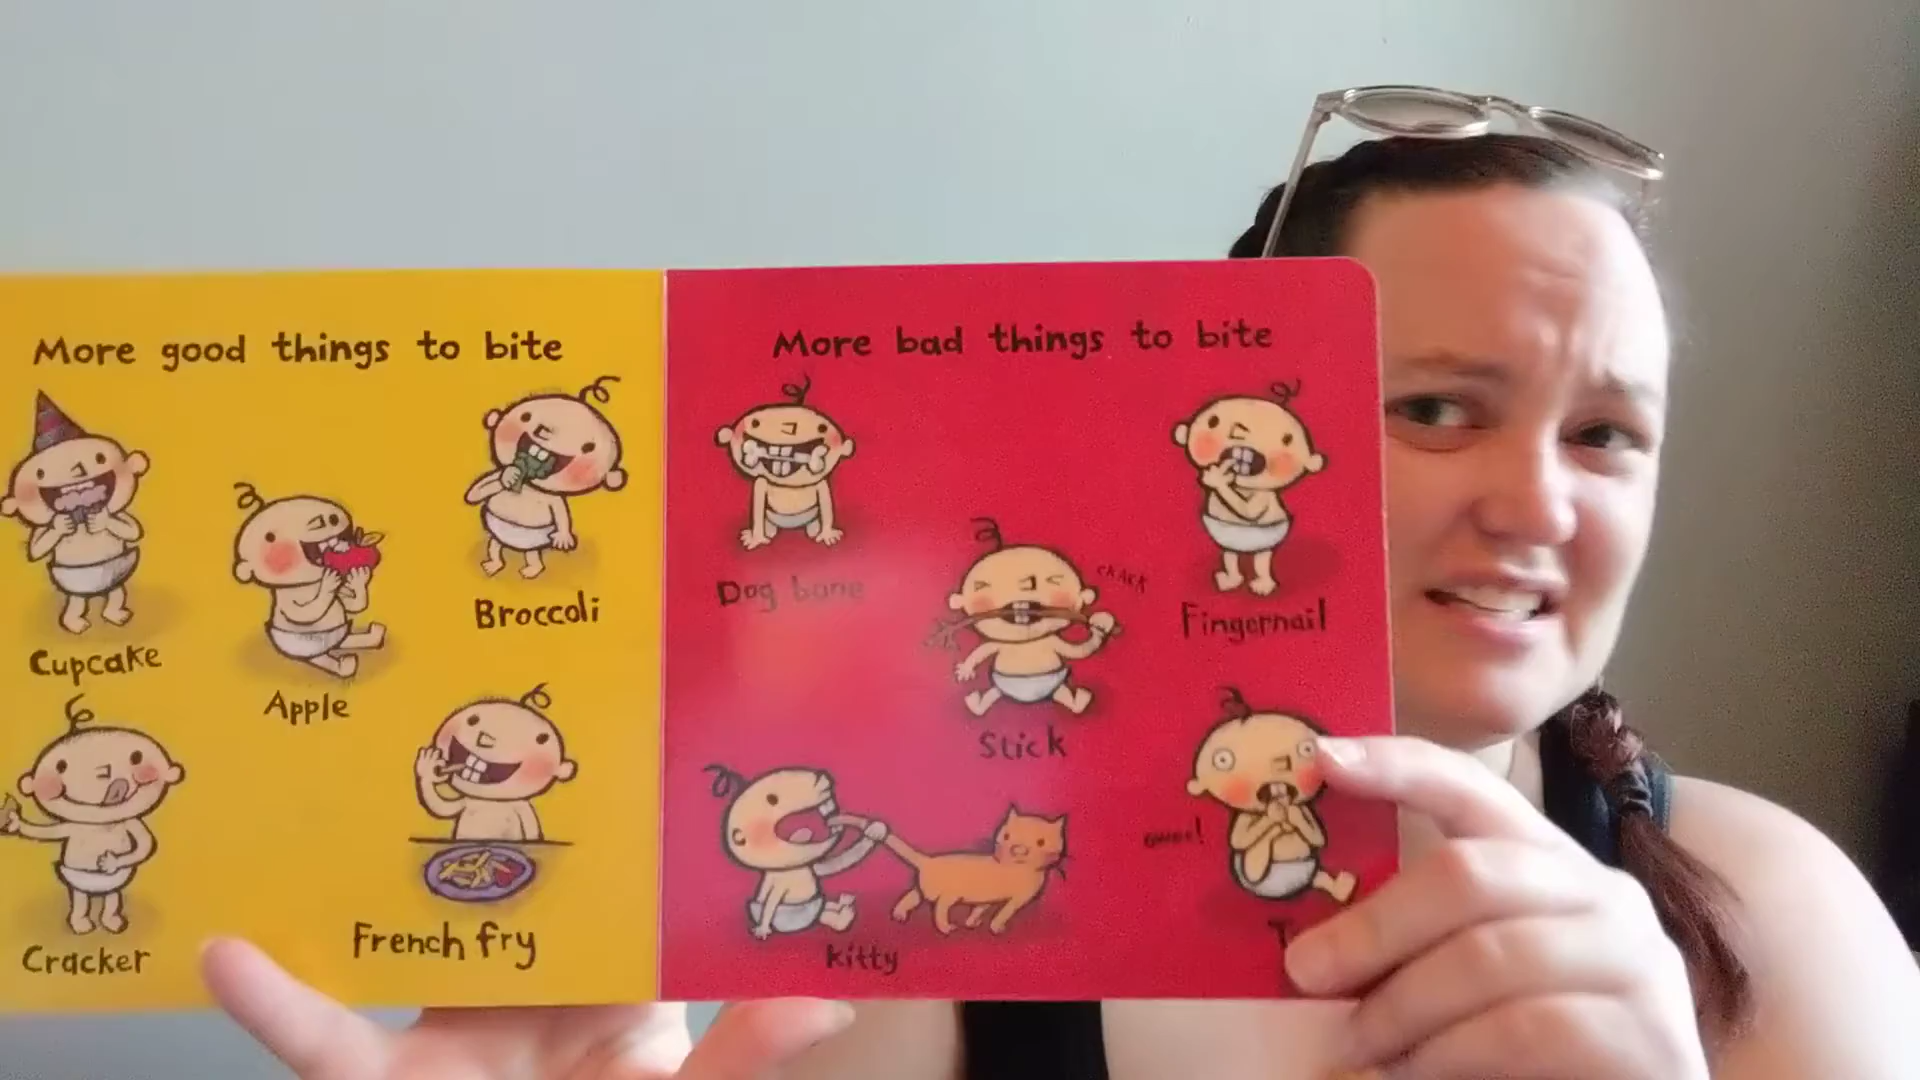 More good things to bite
Cupcake
Apple
Broccoli
Cracker
French fry
More bad things to bite
Dog bone
CRACK
Stick
Fingernail
kitty